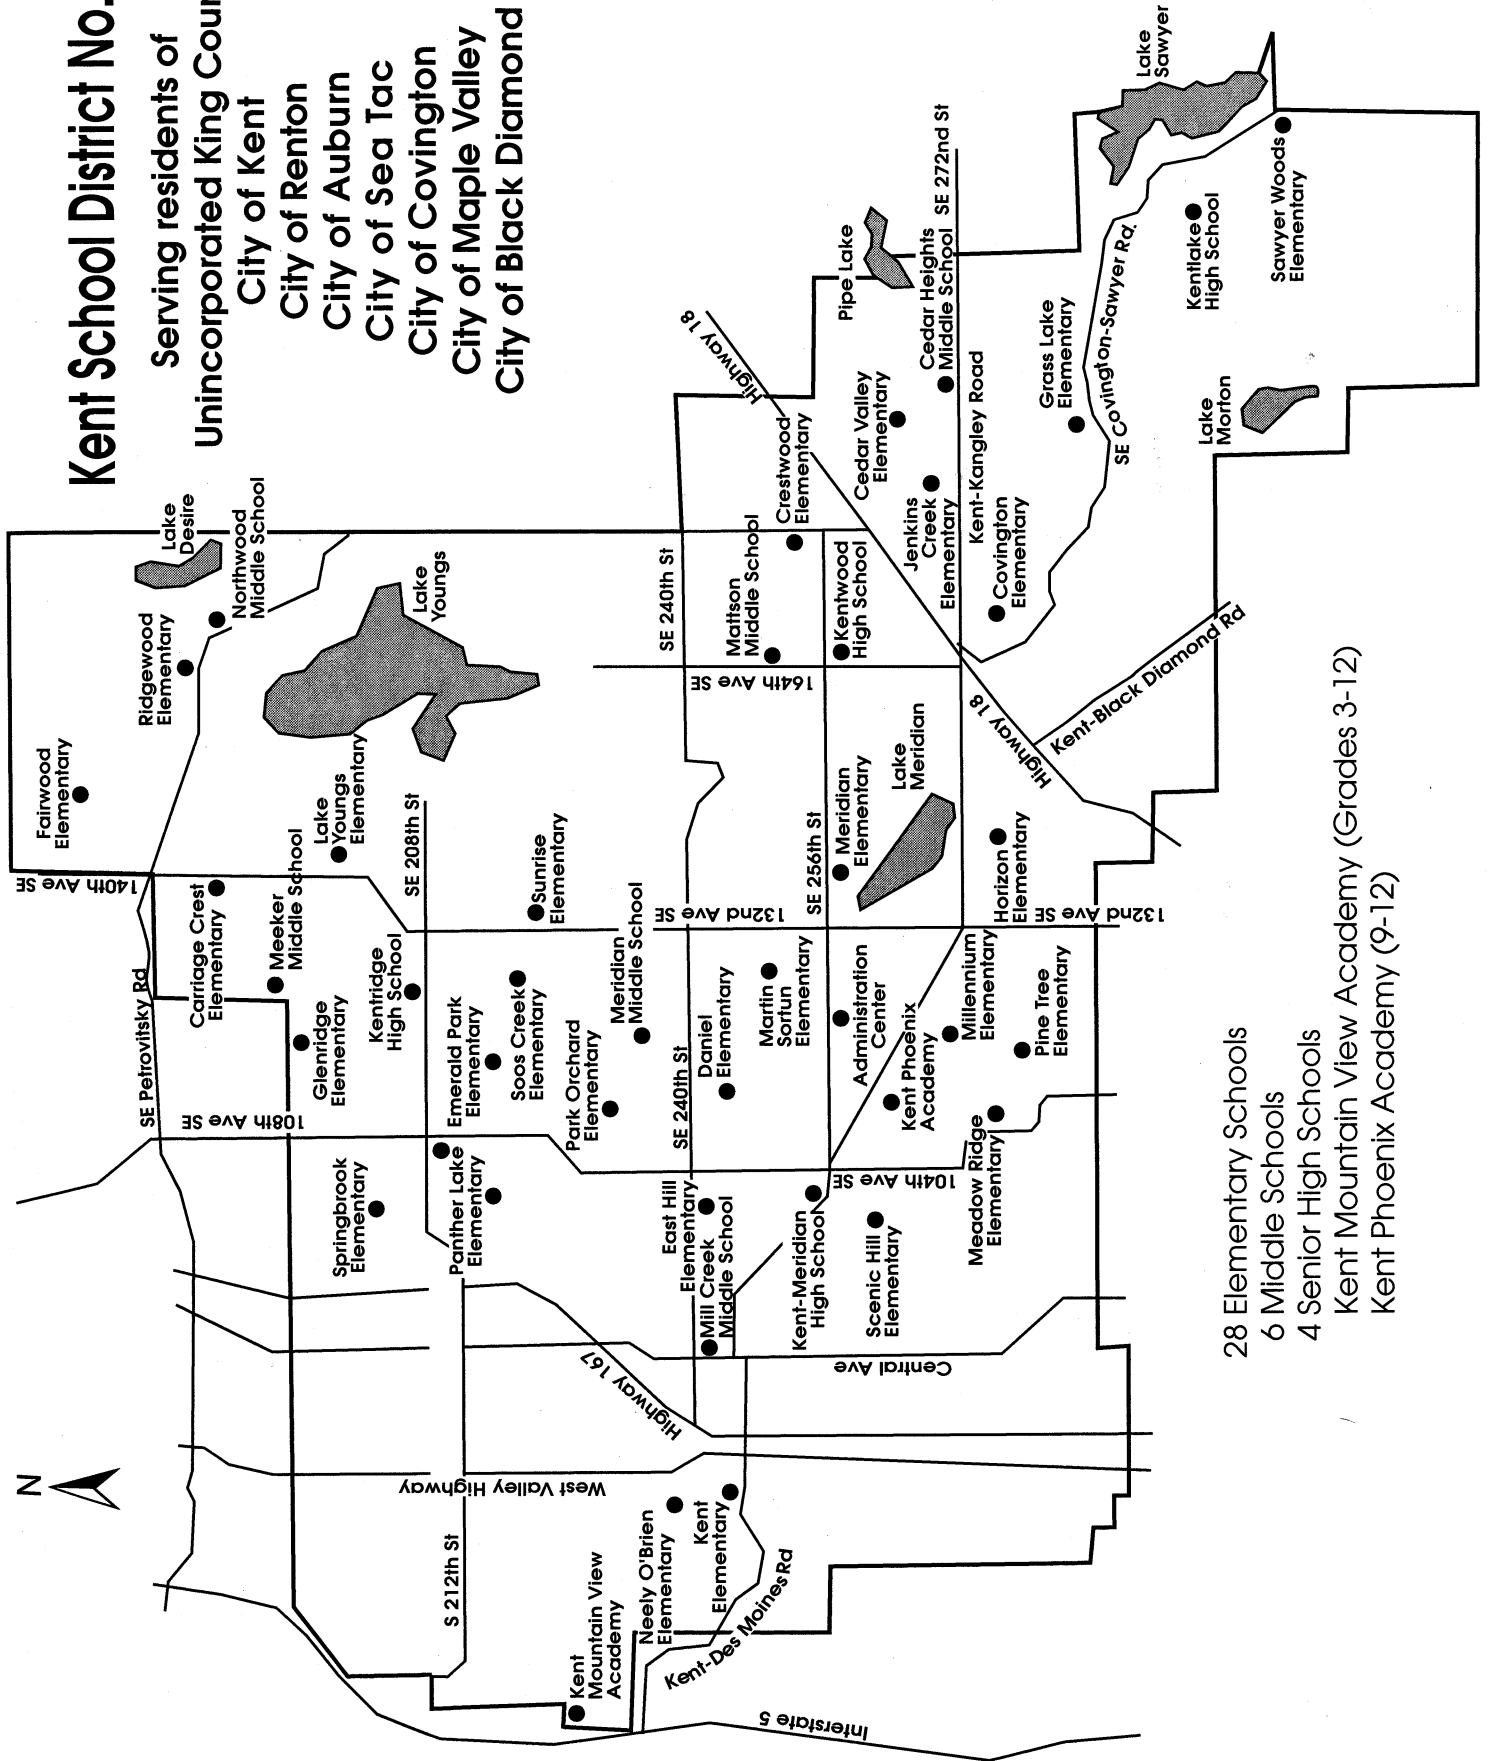 Kent School District No.
Serving residents of
Unincorporated King Coun
City of Kent
City of Renton
City of Auburn
City of Sea Tac
City of Covington
City of Maple Valley
City of Black Diamond
N
Interstate 5
Kent
Mountain View
Academy
Kent-Des Moines Rd
Neely O'Brien
Elementary
Kent
Elementary
S 212th St
West Valley Highway
Highway 167
Central Ave
Mill Creek
Middle School
East Hill
Elementary
Kent-Meridian
High School
Scenic Hill
Elementary
Meadow Ridge
Elementary
104th Ave SE
Springbrook
Elementary
Panther Lake
Elementary
108th Ave SE
SE Petrovitsky Rd
Glenridge
Elementary
Emerald Park
Elementary
Soos Creek
Elementary
Park Orchard
Elementary
Meridian
Middle School
SE 240th St
Daniel
Elementary
Martin
Sortun
Elementary
Administration
Center
Kent Phoenix
Academy
Millennium
Elementary
Pine Tree
Elementary
Kentridge
High School
Meeker
Middle School
Carriage Crest
Elementary
140th Ave SE
Fairwood
Elementary
Ridgewood
Elementary
Northwood
Middle School
Lake
Desire
Lake
Youngs
Lake
Youngs
Elementary
SE 208th St
Sunrise
Elementary
132nd Ave SE
SE 256th St
Meridian
Elementary
Lake
Meridian
Horizon
Elementary
132nd Ave SE
SE 240th St
164th Ave SE
Mattson
Middle School
Crestwood
Elementary
Kentwood
High School
Highway 18
Highway 18
Kent-Black Diamond Rd
Jenkins
Creek
Elementary
Cedar Valley
Elementary
Cedar Heights
Middle School
SE 272nd St
Kent-Kangley Road
Covington
Elementary
Grass Lake
Elementary
SE Covington-Sawyer Rd.
Pipe Lake
Lake
Sawyer
Kentlake
High School
Sawyer Woods
Elementary
Lake
Morton
28 Elementary Schools
6 Middle Schools
4 Senior High Schools
Kent Mountain View Academy (Grades 3-12)
Kent Phoenix Academy (9-12)